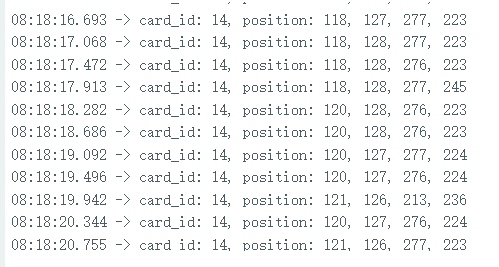 08:18:16.693 -> card_id: 14, position: 118, 127, 277, 223
08:18:17.068 -> card_id: 14, position: 118, 128, 277, 223
08:18:17.472 -> card_id: 14, position: 118, 128, 276, 223
08:18:17.913 -> card_id: 14, position: 118, 128, 277, 245
08:18:18.282 -> card_id: 14, position: 120, 128, 276, 223
08:18:18.686 -> card_id: 14, position: 120, 128, 276, 223
08:18:19.092 -> card_id: 14, position: 120, 127, 277, 224
08:18:19.496 -> card_id: 14, position: 120, 127, 276, 224
08:18:19.942 -> card_id: 14, position: 121, 126, 213, 236
08:18:20.344 -> card_id: 14, position: 120, 127, 276, 224
08:18:20.755 -> card_id: 14, position: 121, 126, 277, 223